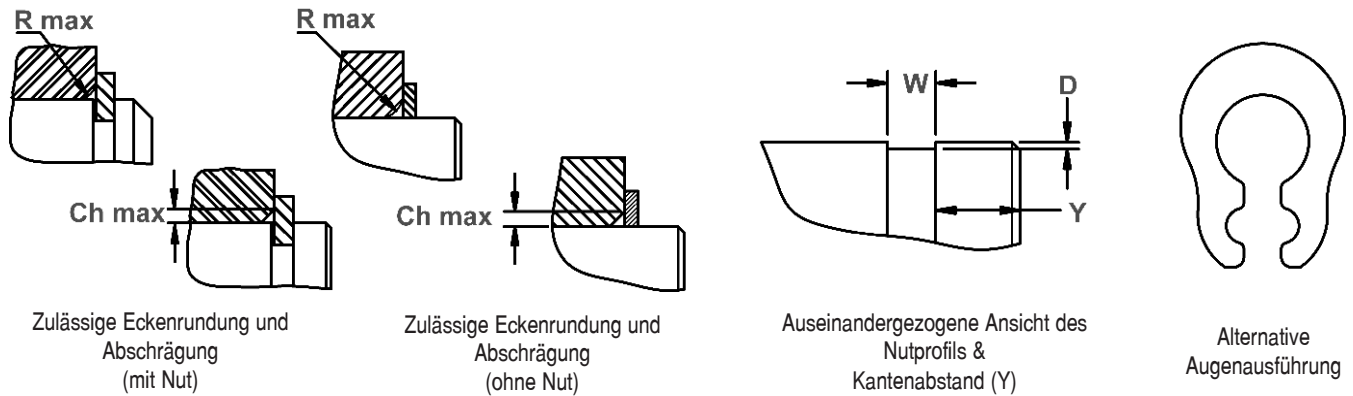 R max
R max
W
D
Ch max
Ch max
Y
Zulässige Eckenrundung und
Abschrägung
(mit Nut)
Zulässige Eckenrundung und
Abschrägung
(ohne Nut)
Auseinandergezogene Ansicht des
Nutprofils &
Kantenabstand (Y)
Alternative
Augenausführung